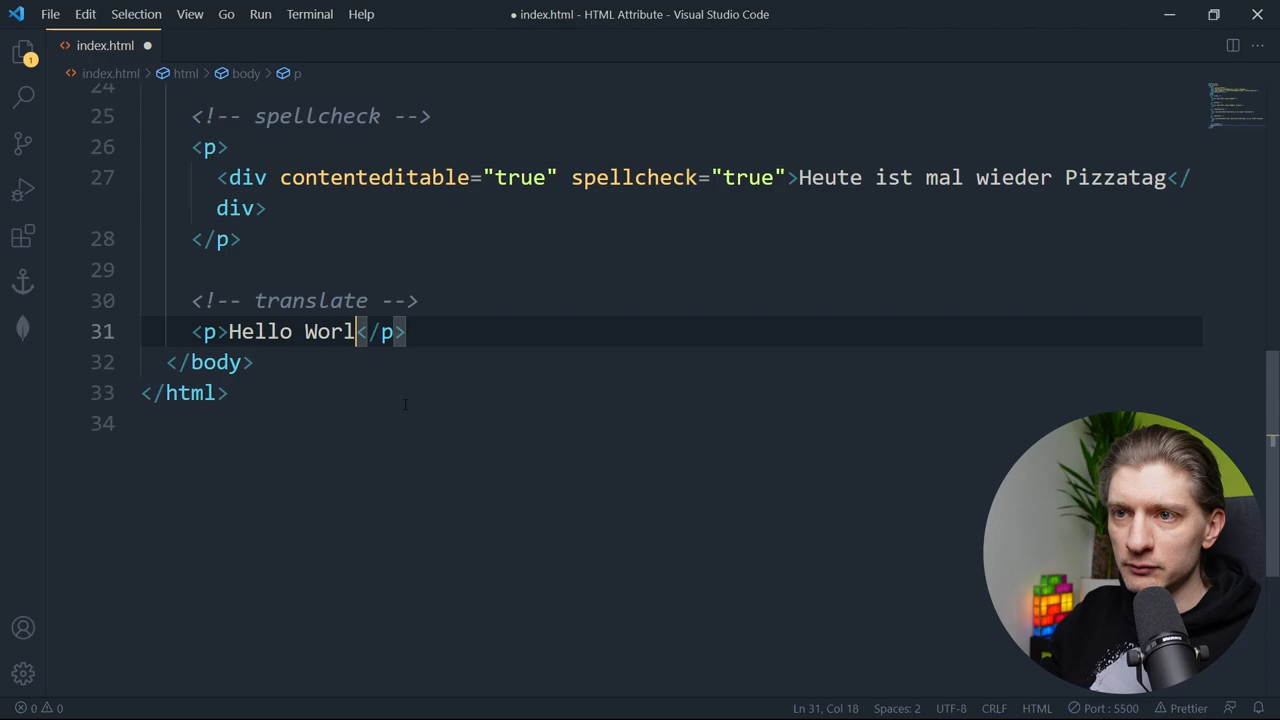 File Edit Selection View Go Run Terminal Help
● index.html - HTML Attribute - Visual Studio Code
index.html
1
index.html > html > body > p
24
25 <!-- spellcheck -->
26 <p>
27 <div contenteditable="true" spellcheck="true">Heute ist mal wieder Pizzatag</
div>
28 </p>
29
30 <!-- translate -->
31 <p>Hello Worl</p>
32 </body>
33 </html>
34
0 0 Ln 31, Col 18 Spaces: 2 UTF-8 CRLF HTML Port : 5500 Prettier